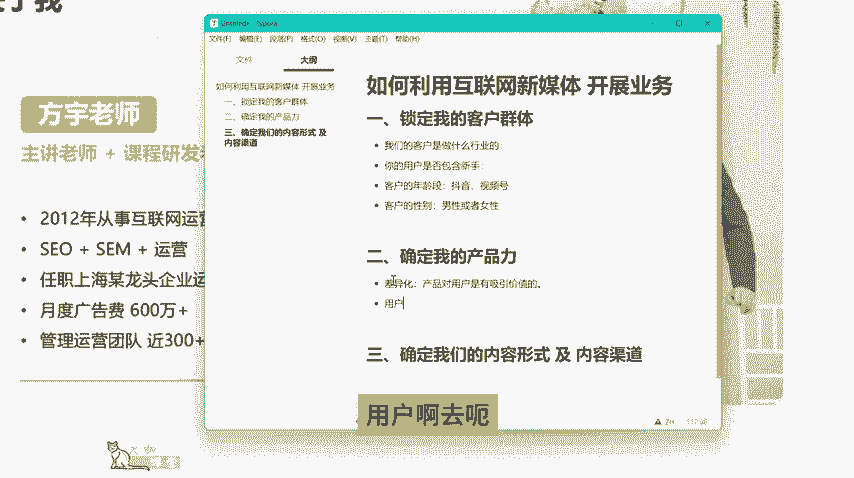 于我
方宇老师
主讲老师 + 课程研发
2012年从事互联网运营
SEO + SEM + 运营
任职上海某龙头企业运
月度广告费 600万+
管理运营团队 近300+
Untitled • - Typora
文件(F) 编辑(E) 段落(P) 格式(O) 视图(V) 主题(T) 帮助(H)
文件 大纲
如何利用互联网新媒体 开展业务
一、锁定我的客户群体
二、确定我的产品力
三、确定我们的内容形式 及
内容渠道
如何利用互联网新媒体 开展业务
一、锁定我的客户群体
我们的客户是做什么行业的:
你的用户是否包含新手:
客户的年龄段：抖音、视频号
客户的性别：男性或者女性
二、确定我的产品力
差异化：产品对用户是有吸引价值的。
用户
三、确定我们的内容形式 及 内容渠道
用户啊去呃